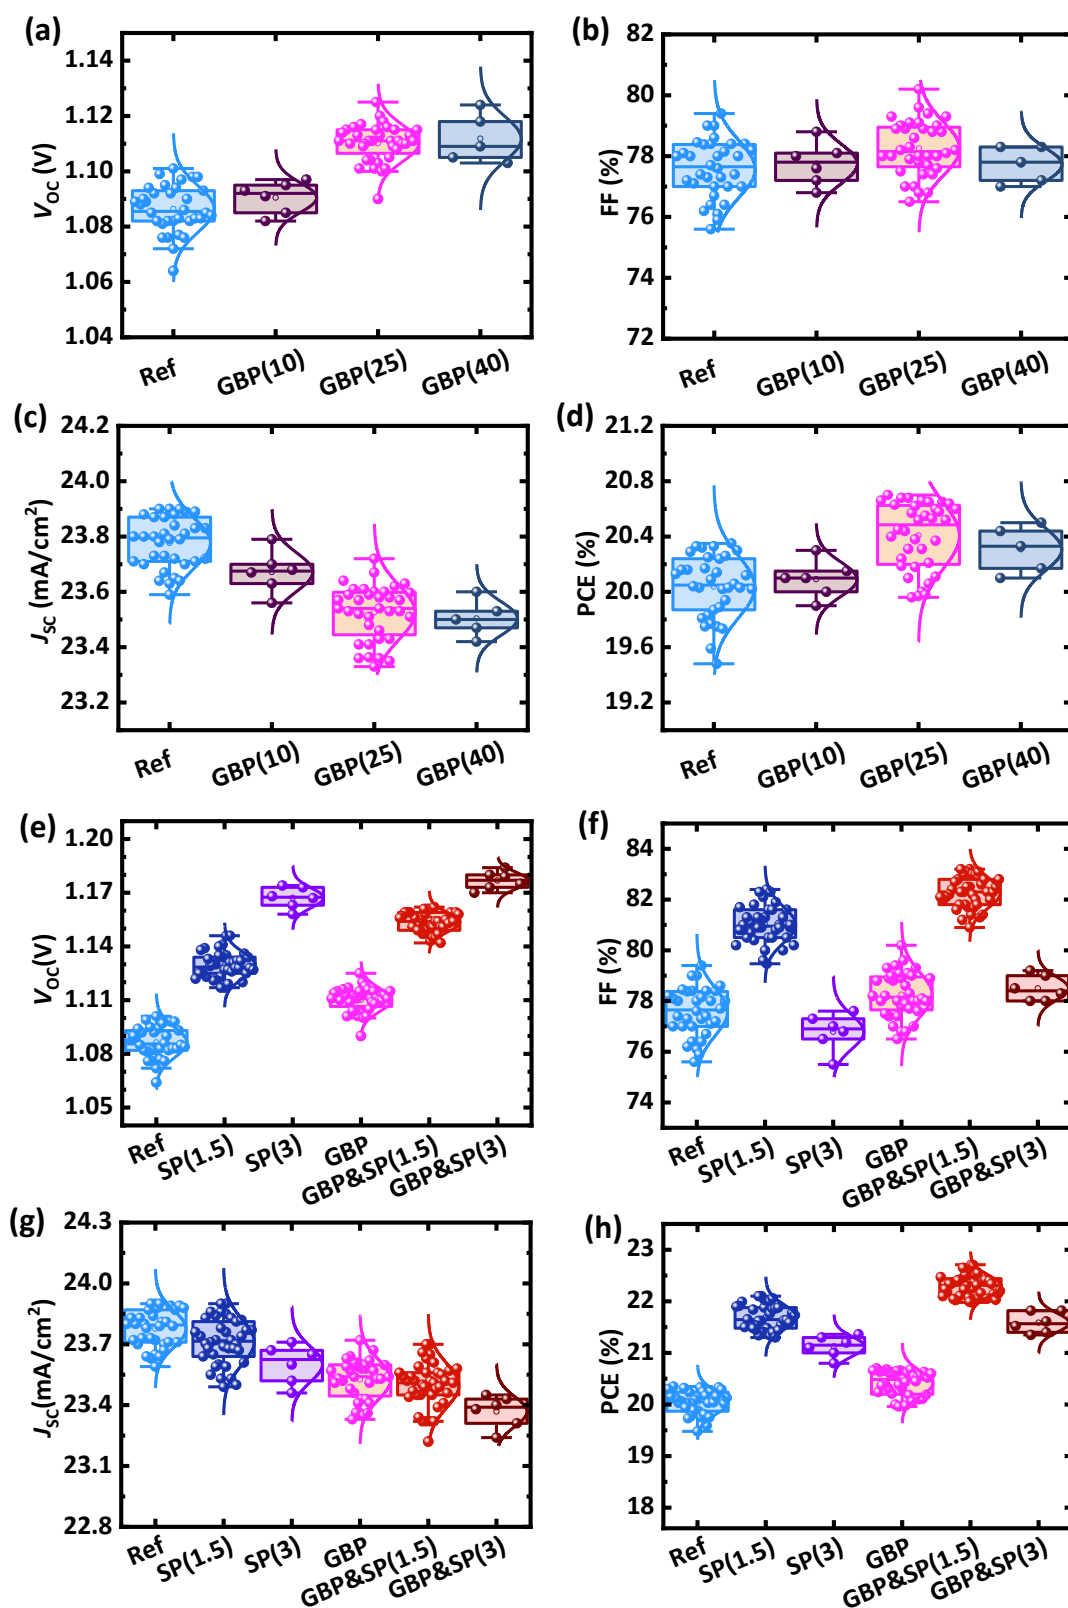 (a)
V_OC (V)
1.14
1.12
1.10
1.08
1.06
1.04
Ref
GBP(10)
GBP(25)
GBP(40)
(b)
FF (%)
82
80
78
76
74
72
Ref
GBP(10)
GBP(25)
GBP(40)
(c)
J_SC (mA/cm²)
24.2
24.0
23.8
23.6
23.4
23.2
Ref
GBP(10)
GBP(25)
GBP(40)
(d)
PCE (%)
21.2
20.8
20.4
20.0
19.6
19.2
Ref
GBP(10)
GBP(25)
GBP(40)
(e)
V_OC(V)
1.20
1.17
1.14
1.11
1.08
1.05
Ref
SP(1.5)
SP(3)
GBP
GBP&SP(1.5)
GBP&SP(3)
(f)
FF (%)
84
82
80
78
76
74
Ref
SP(1.5)
SP(3)
GBP
GBP&SP(1.5)
GBP&SP(3)
(g)
J_SC(mA/cm²)
24.3
24.0
23.7
23.4
23.1
22.8
Ref
SP(1.5)
SP(3)
GBP
GBP&SP(1.5)
GBP&SP(3)
(h)
PCE (%)
23
22
21
20
19
18
Ref
SP(1.5)
SP(3)
GBP
GBP&SP(1.5)
GBP&SP(3)